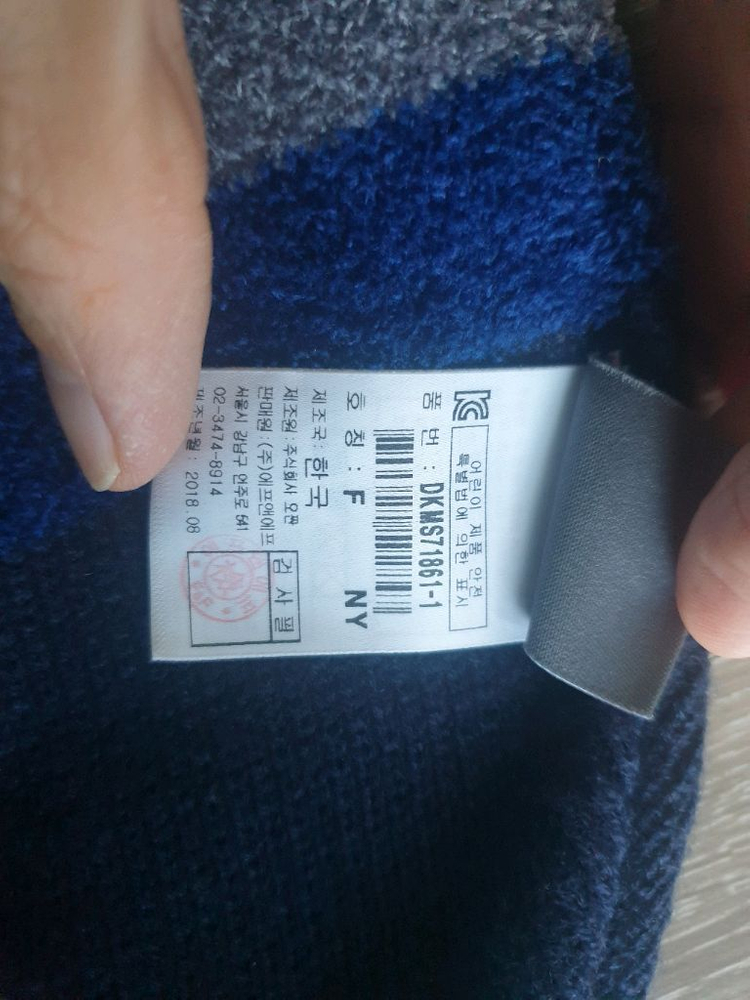 어린이 제품 안전
특별법에 의한 표시
품 번 : DKMS71861-1
호 칭 : F NY
제조국 : 한국
제조원 : 주식회사 오판
판매원 : (주)에프앤에프
서울시 강남구 언주로 541
02-3474-8914
제조년월 : 2018.08
검 사 필